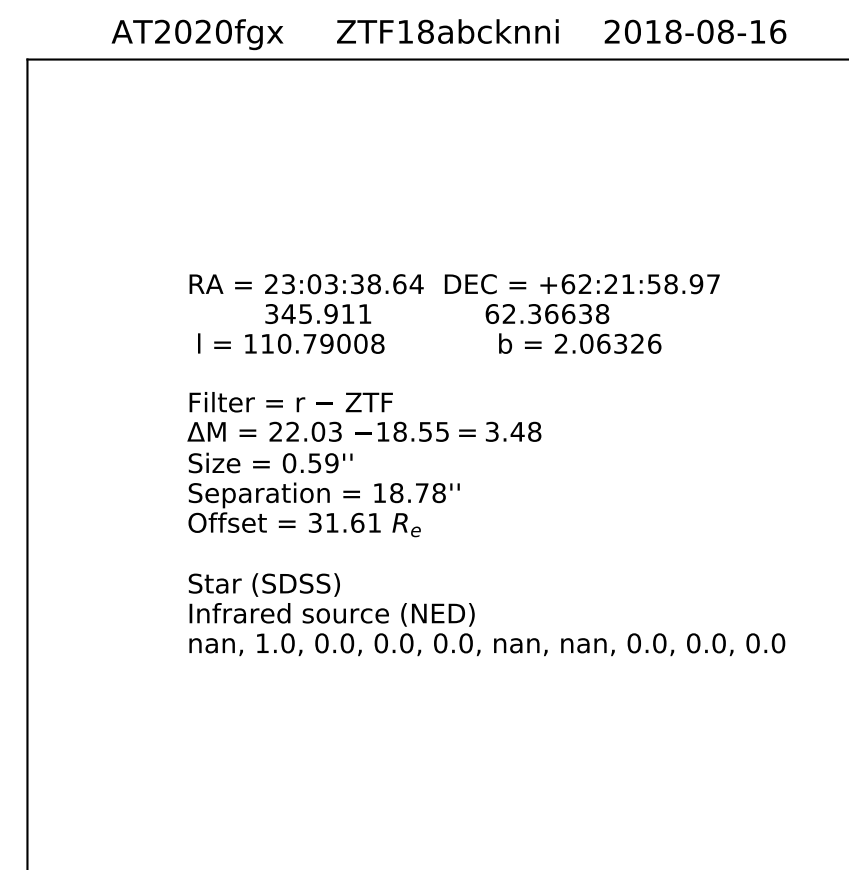 AT2020fgx ZTF18abcknni 2018-08-16
RA = 23:03:38.64 DEC = +62:21:58.97
345.911 62.36638
l = 110.79008 b = 2.06326
Filter = r − ZTF
ΔM = 22.03 −18.55 = 3.48
Size = 0.59''
Separation = 18.78''
Offset = 31.61 Rₑ
Star (SDSS)
Infrared source (NED)
nan, 1.0, 0.0, 0.0, 0.0, nan, nan, 0.0, 0.0, 0.0